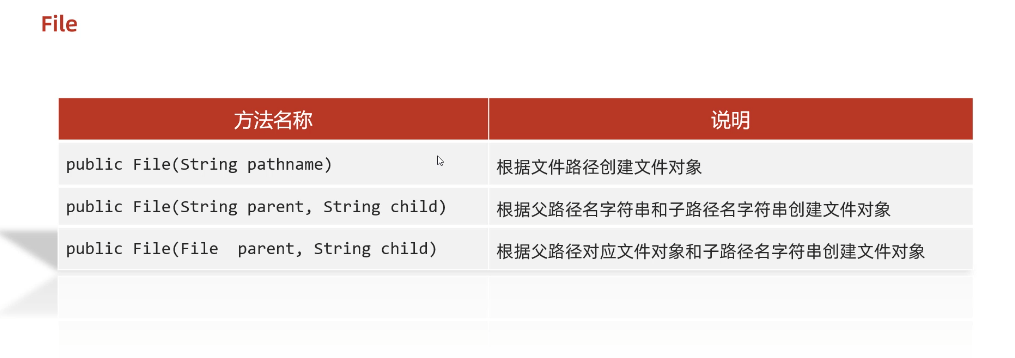 File
方法名称 说明
public File(String pathname) 根据文件路径创建文件对象
public File(String parent, String child) 根据父路径名字符串和子路径名字符串创建文件对象
public File(File  parent, String child) 根据父路径对应文件对象和子路径名字符串创建文件对象